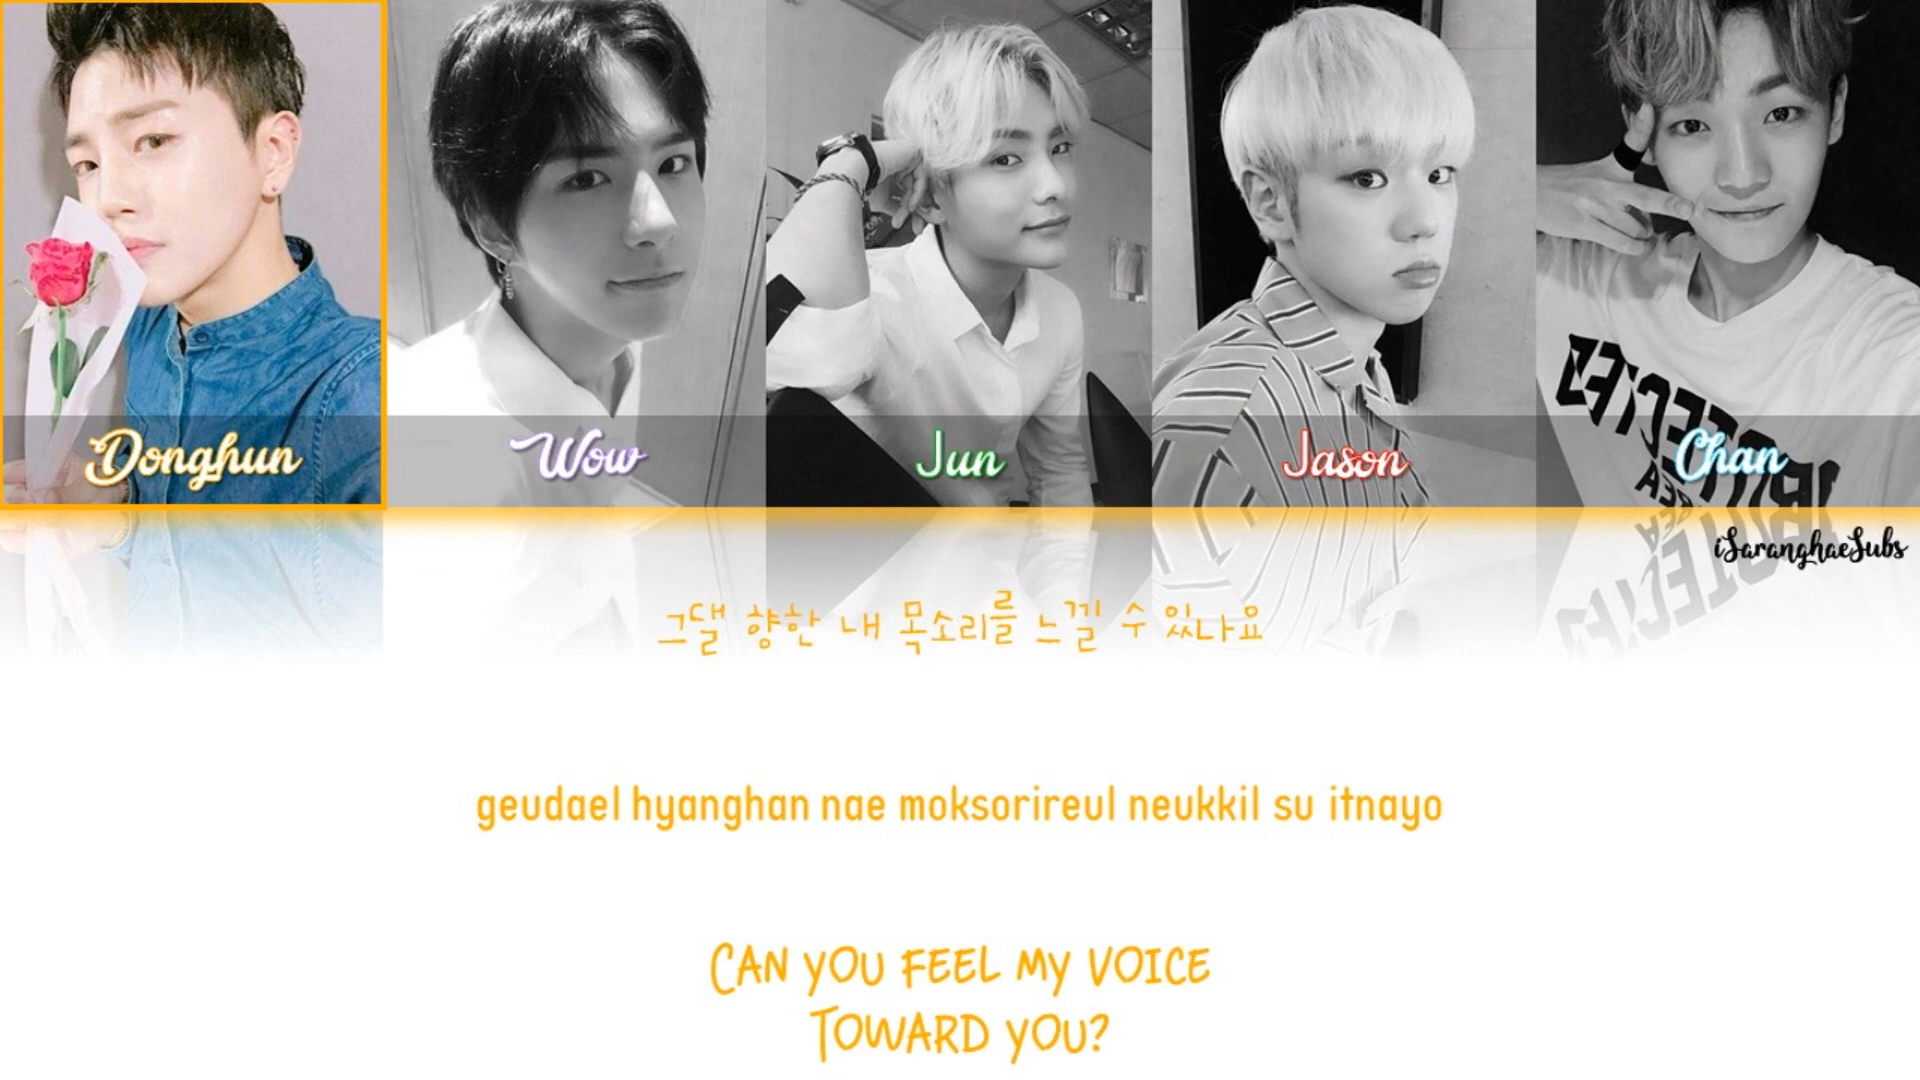 Donghun
Wow
Jun
Jason
Chan
iSaranghaeSubs
그댈 향한 내 목소리를 느낄 수 있나요
geudael hyanghan nae moksorireul neukkil su itnayo
CAN YOU FEEL MY VOICE
TOWARD YOU?